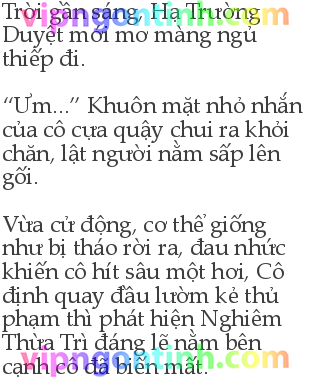 Trời gần sáng, Hạ Trường
Duyệt mới mơ màng ngủ
thiếp đi.
“Ưm...” Khuôn mặt nhỏ nhắn
của cô cựa quậy chui ra khỏi
chăn, lật người nằm sấp lên
gối.
Vừa cử động, cơ thể giống
như bị tháo rời ra, đau nhức
khiến cô hít sâu một hơi, Cô
định quay đầu lườm kẻ thủ
phạm thì phát hiện Nghiêm
Thừa Trì đáng lẽ nằm bên
cạnh cô đã biến mất.
vipngontinh.com
vipngontinh.com